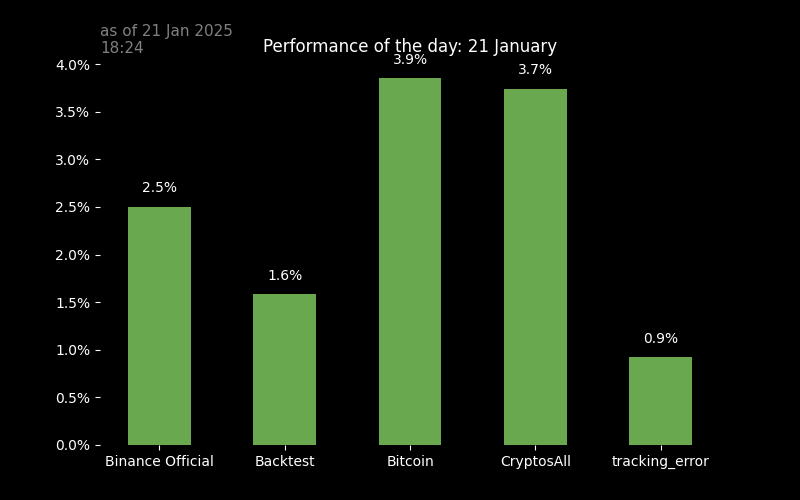 as of 21 Jan 2025
18:24
Performance of the day: 21 January
4.0%
3.5%
3.0%
2.5%
2.0%
1.5%
1.0%
0.5%
0.0%
2.5%
1.6%
3.9%
3.7%
0.9%
Binance Official
Backtest
Bitcoin
CryptosAll
tracking_error